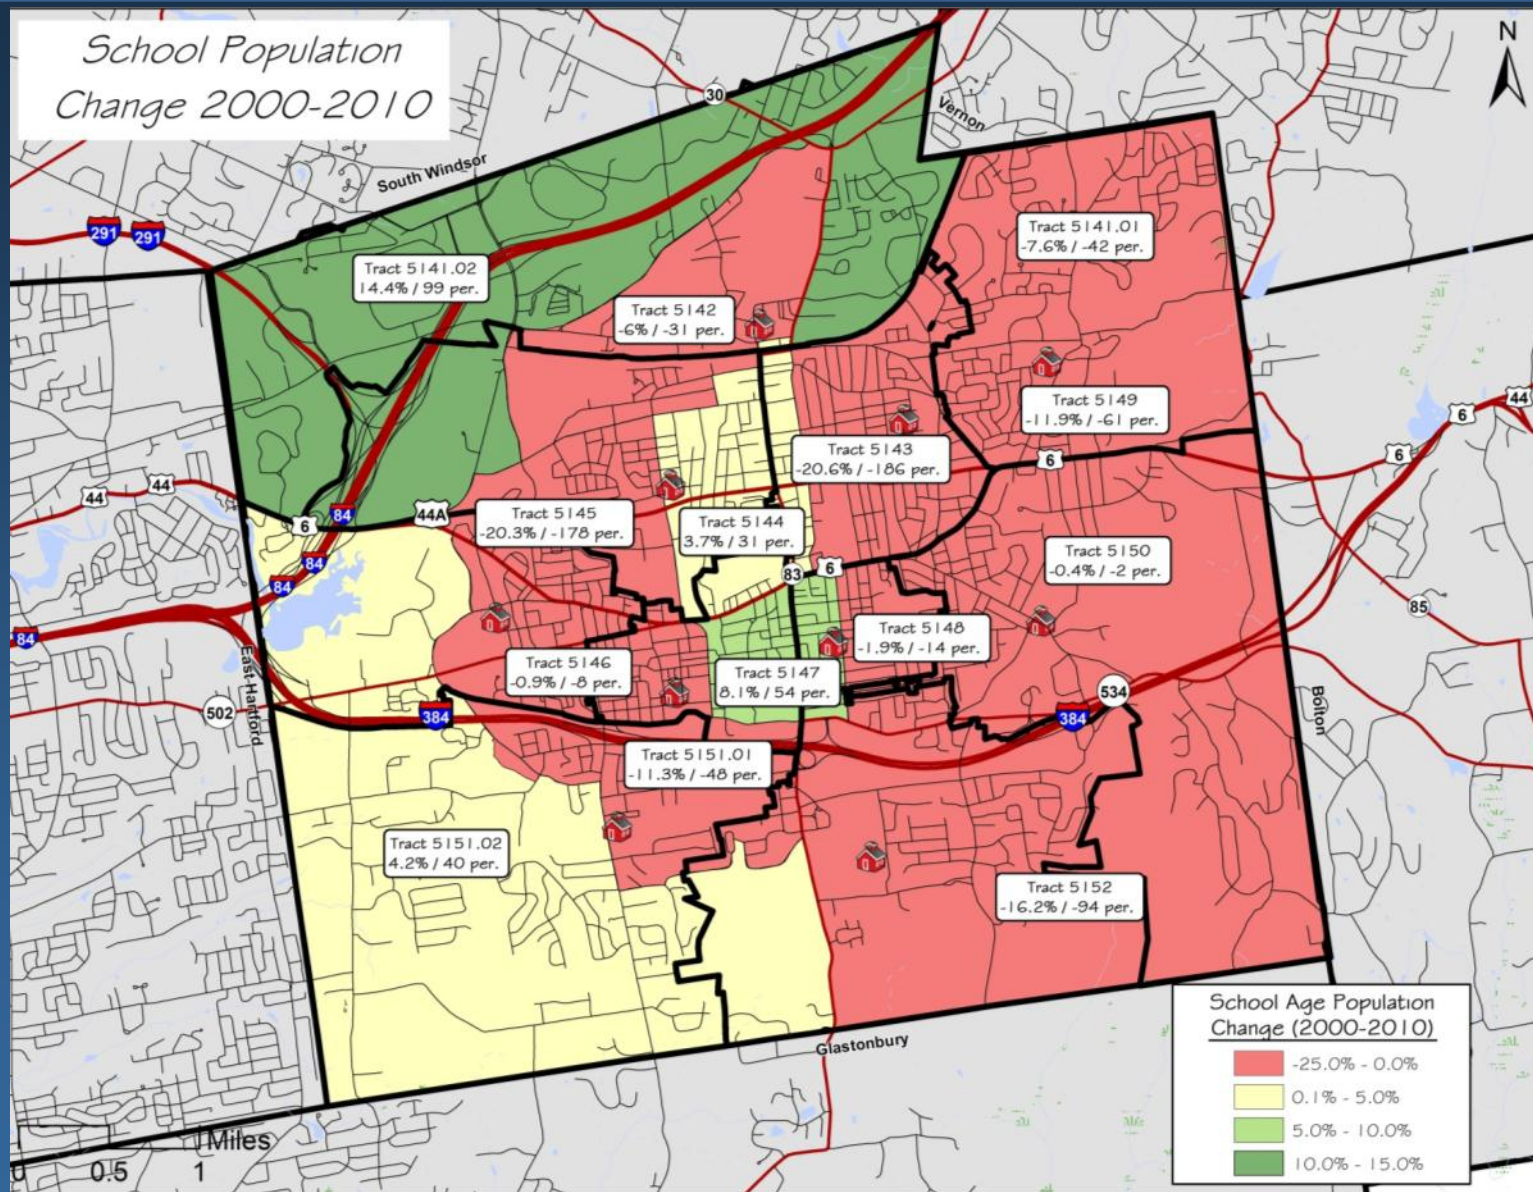 School Population
Change 2000-2010
N
30
Vernon
South Windsor
291
291
Tract 5141.01
-7.6% / -42 per.
Tract 5141.02
14.4% / 99 per.
Tract 5142
-6% / -31 per.
Tract 5149
-11.9% / -61 per.
44
6
Tract 5143
-20.6% / -186 per.
6
6
44
44
84
44A
6
Tract 5145
-20.3% / -178 per.
Tract 5144
3.7% / 31 per.
Tract 5150
-0.4% / -2 per.
84
84
83
6
85
84
Tract 5148
-1.9% / -14 per.
East Hartford
Tract 5146
-0.9% / -8 per.
Tract 5147
8.1% / 54 per.
534
502
384
384
Bolton
Tract 5151.01
-11.3% / -48 per.
Tract 5151.02
4.2% / 40 per.
Tract 5152
-16.2% / -94 per.
Glastonbury
School Age Population
Change (2000-2010)
-25.0% - 0.0%
0.1% - 5.0%
5.0% - 10.0%
10.0% - 15.0%
Miles
0 0.5 1